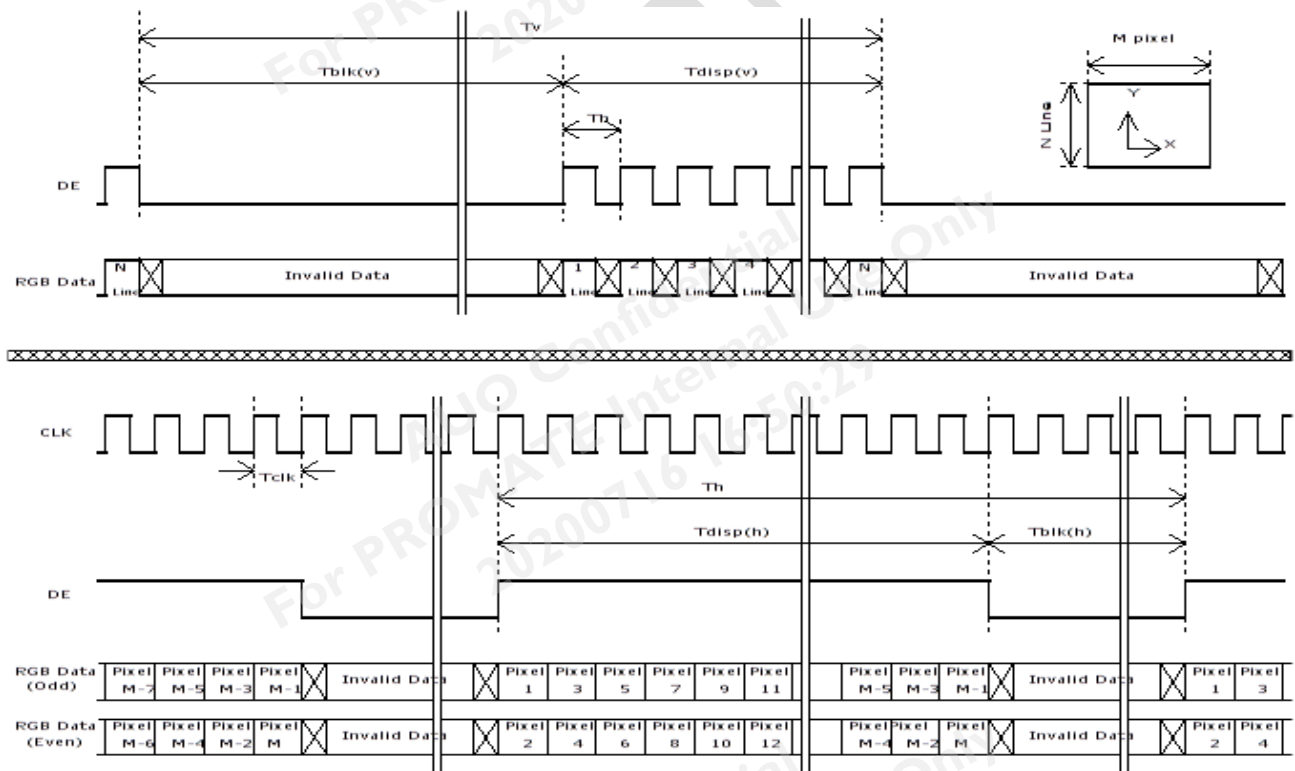 Tv
M pixel
Tblk(v)
Tdisp(v)
Th
N Line
Y
X
DE
RGB Data
N Line
Invalid Data
1 Line
2 Line
3 Line
4 Line
N Line
Invalid Data
CLK
Tclk
Th
Tdisp(h)
Tblk(h)
DE
RGB Data (Odd)
Pixel M-7
Pixel M-5
Pixel M-3
Pixel M-1
Invalid Data
Pixel 1
Pixel 3
Pixel 5
Pixel 7
Pixel 9
Pixel 11
Pixel M-5
Pixel M-3
Pixel M-1
Invalid Data
Pixel 1
Pixel 3
RGB Data (Even)
Pixel M-6
Pixel M-4
Pixel M-2
Pixel M
Invalid Data
Pixel 2
Pixel 4
Pixel 6
Pixel 8
Pixel 10
Pixel 12
Pixel M-4
Pixel M-2
Pixel M
Invalid Data
Pixel 2
Pixel 4
AUO Confidential
For PROMATE Internal Use Only
20200716 16:50:29